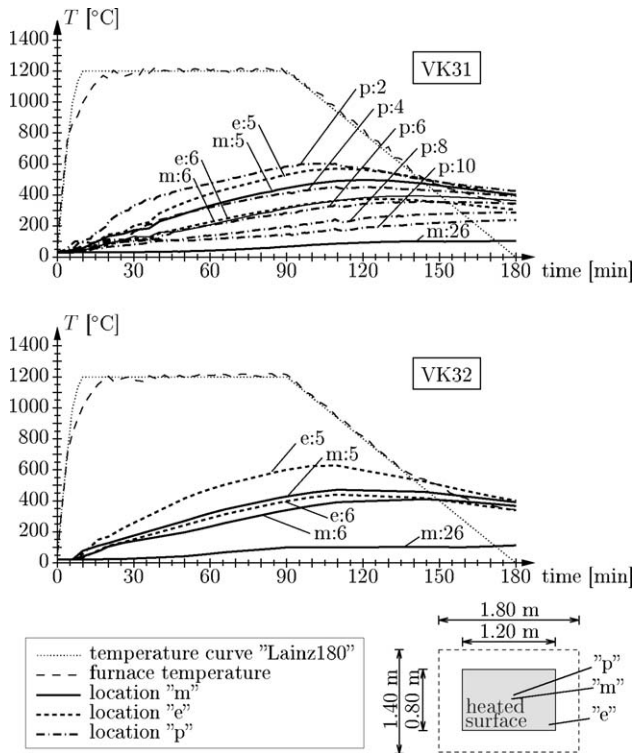 T [°C]
1400
1200
1000
800
600
400
200
0
VK31
p:2
p:4
p:6
p:8
p:10
e:5
m:5
e:6
m:6
m:26
0
30
60
90
120
150
180
time [min]
T [°C]
1400
1200
1000
800
600
400
200
0
VK32
e:5
m:5
e:6
m:6
m:26
0
30
60
90
120
150
180
time [min]
temperature curve "Lainz180"
furnace temperature
location "m"
location "e"
location "p"
1.80 m
1.20 m
1.40 m
0.80 m
"p"
"m"
"e"
heated
surface